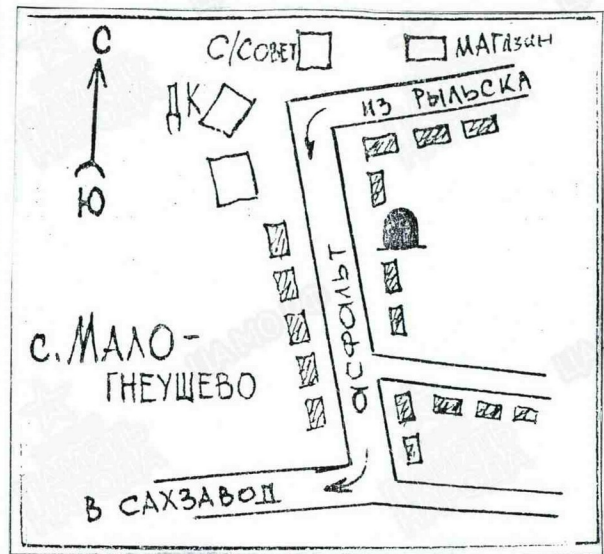 С
С/СОВЕТ
МАГАЗИН
ДК
ИЗ РЫЛЬСКА
Ю
АСФАЛЬТ
С. МАЛО-
ГНЕУШЕВО
В САХЗАВОД